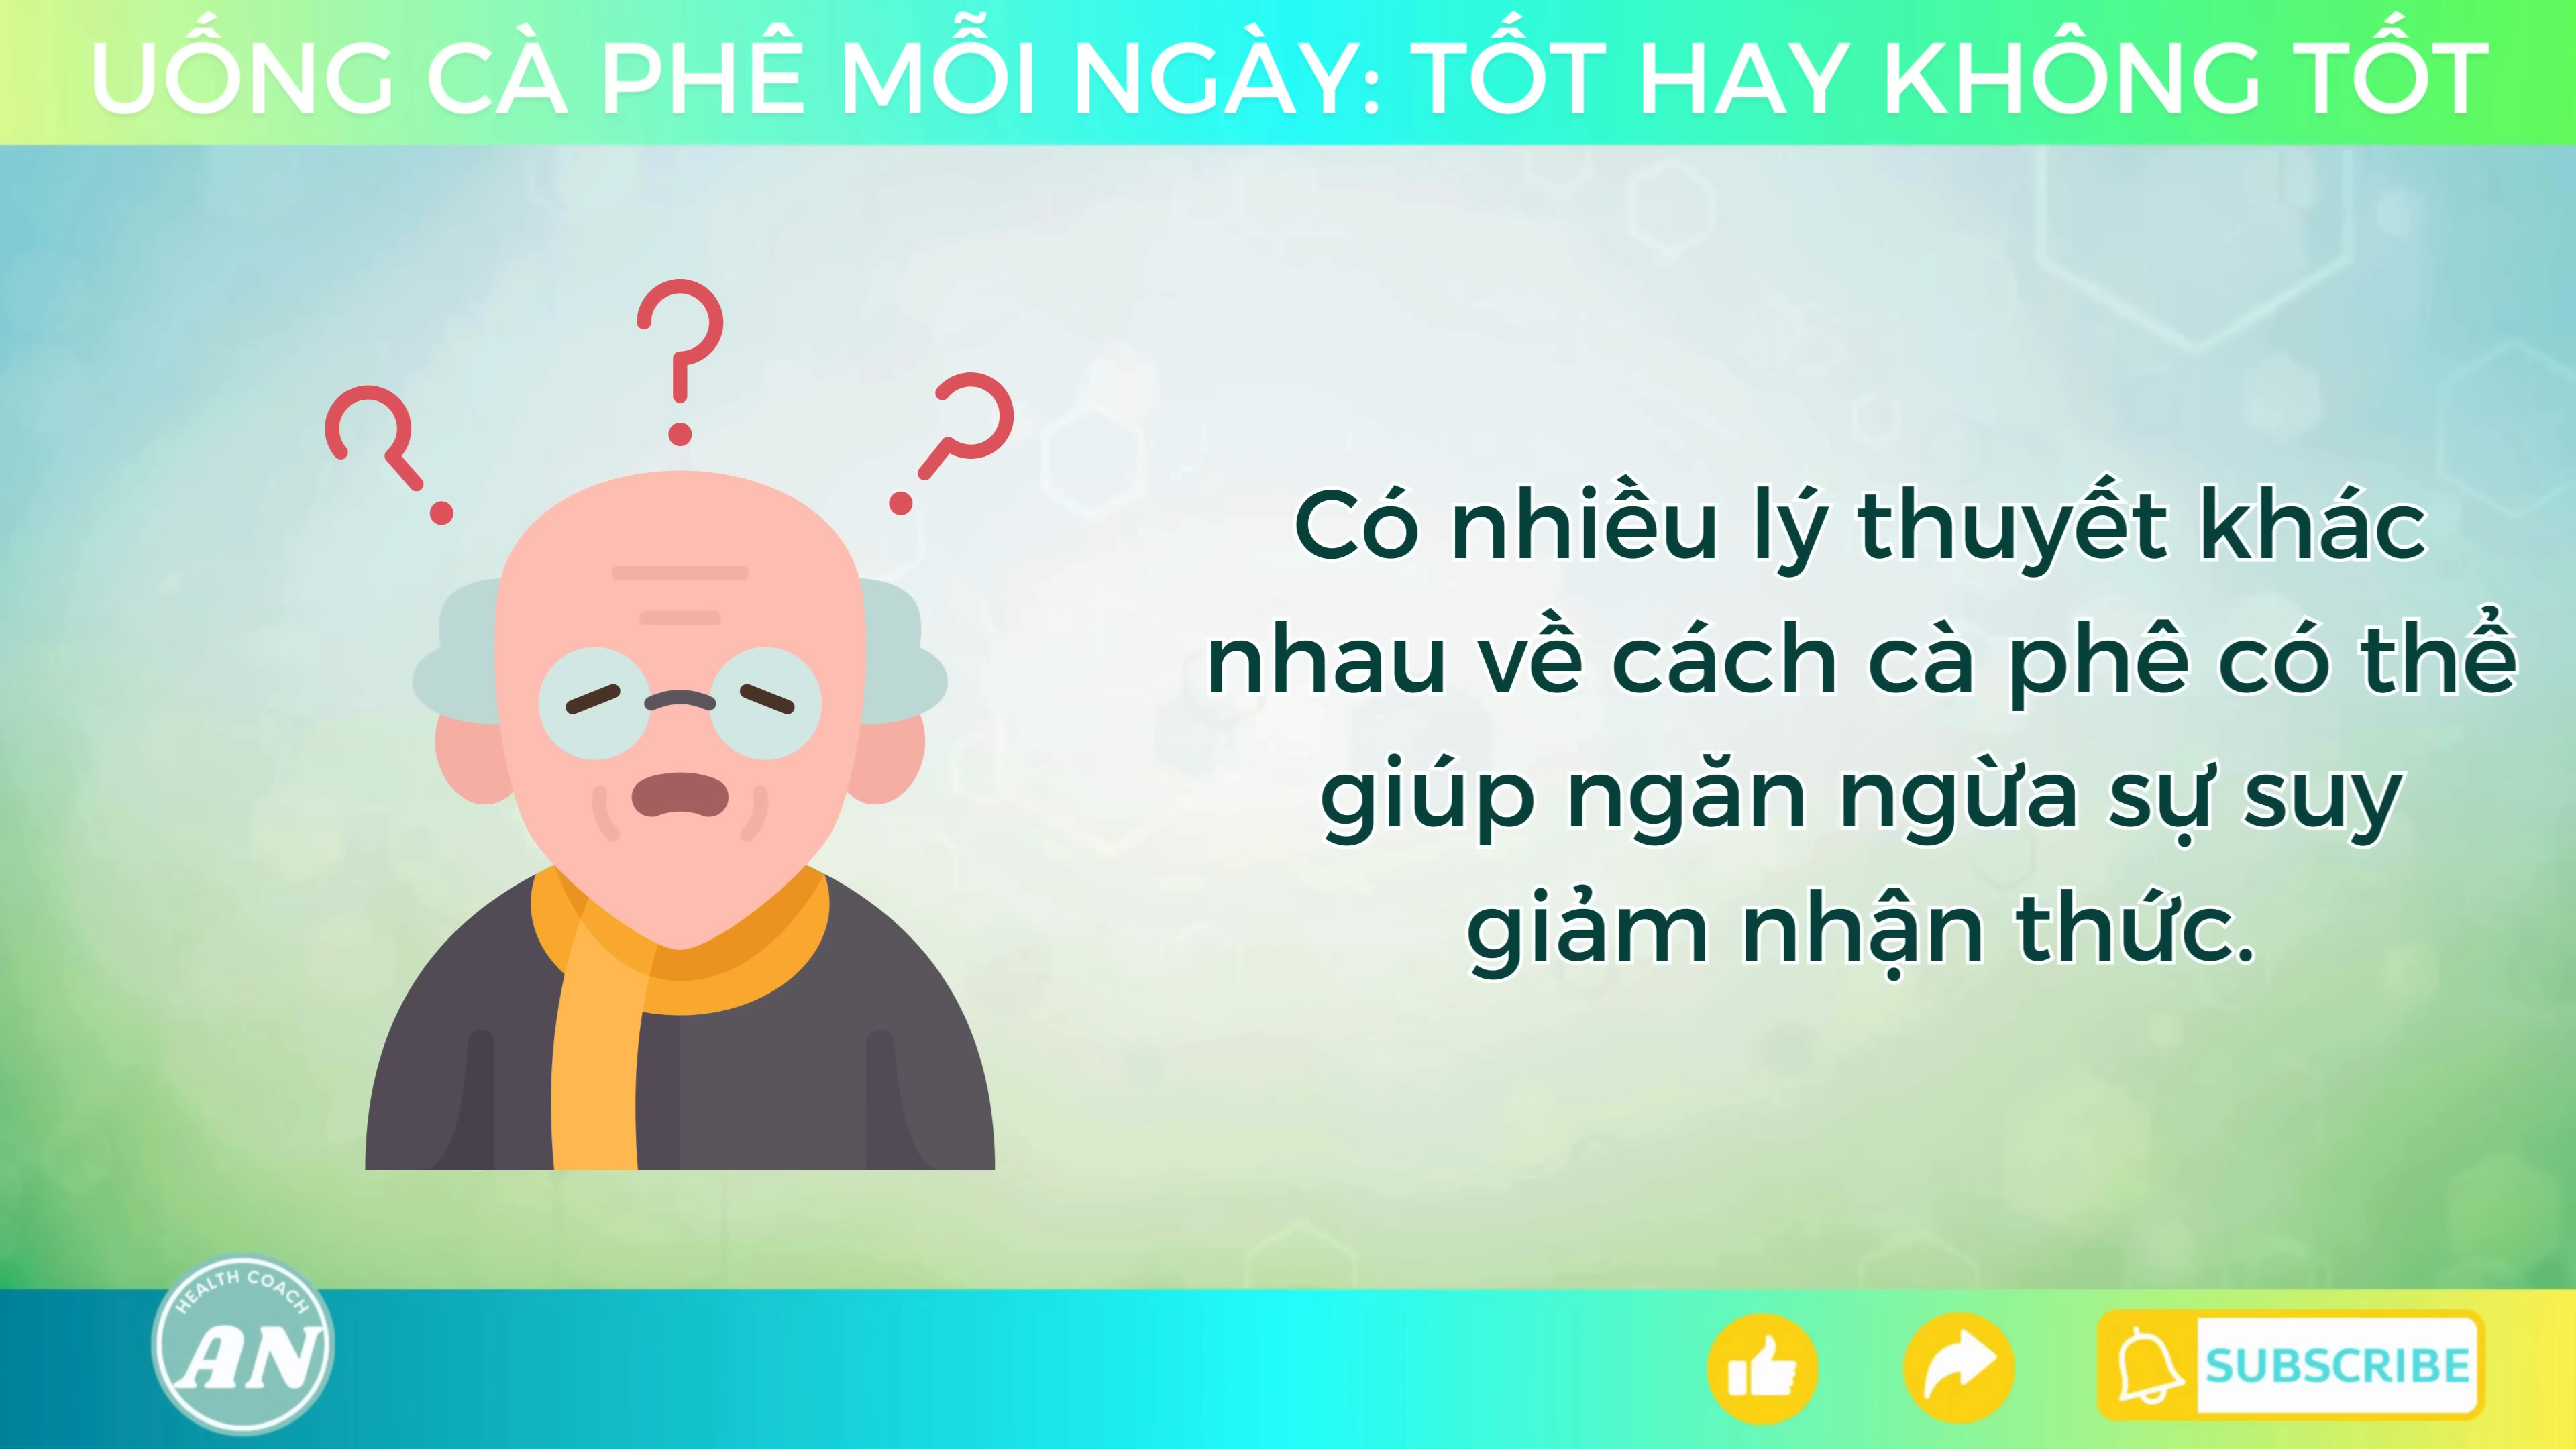 UỐNG CÀ PHÊ MỖI NGÀY: TỐT HAY KHÔNG TỐT
Có nhiều lý thuyết khác
nhau về cách cà phê có thể
giúp ngăn ngừa sự suy
giảm nhận thức.
HEALTH COACH
AN
SUBSCRIBE